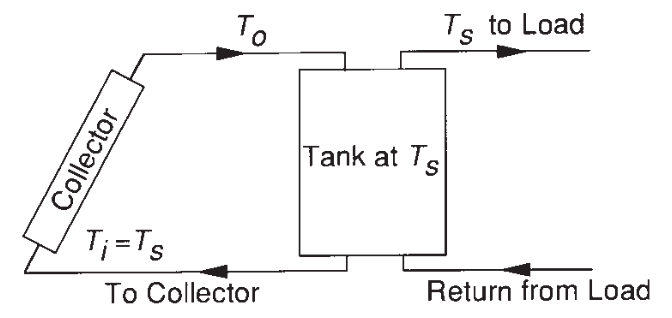 T_o
T_s to Load
Collector
Tank at T_s
T_i = T_s
To Collector
Return from Load